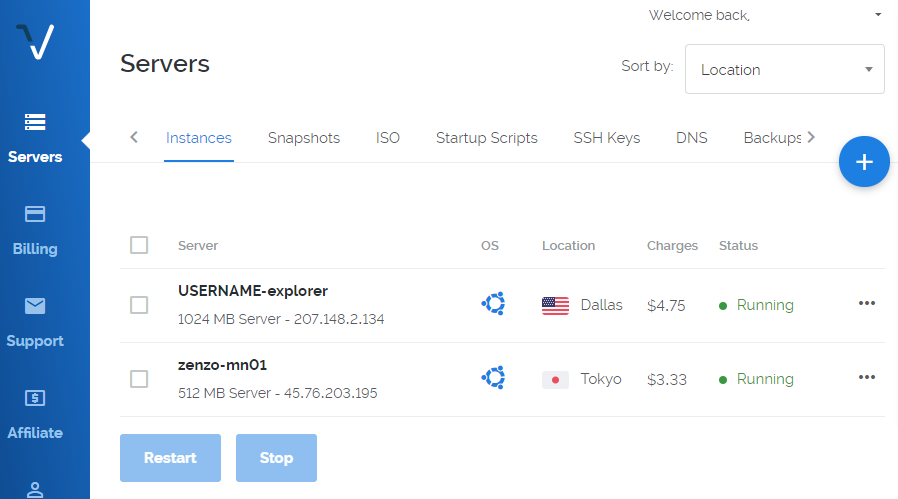 Welcome back,
Servers
Sort by:
Location
Instances
Snapshots
ISO
Startup Scripts
SSH Keys
DNS
Backups
Servers
Billing
Support
Affiliate
Server
OS
Location
Charges
Status
USERNAME-explorer
1024 MB Server - 207.148.2.134
Dallas
$4.75
Running
zenzo-mn01
512 MB Server - 45.76.203.195
Tokyo
$3.33
Running
Restart
Stop